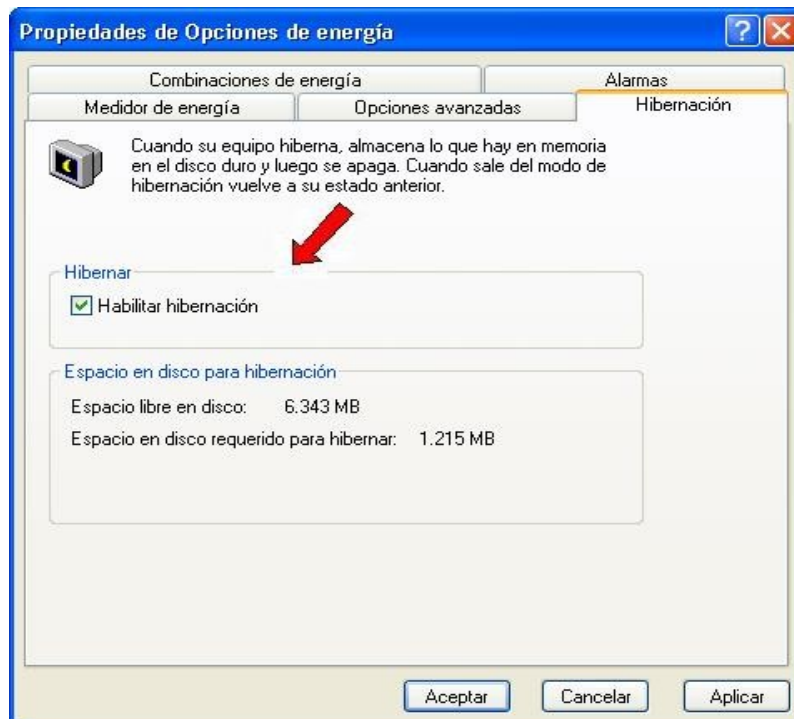 Propiedades de Opciones de energía
Combinaciones de energía
Alarmas
Medidor de energía
Opciones avanzadas
Hibernación
Cuando su equipo hiberna, almacena lo que hay en memoria
en el disco duro y luego se apaga. Cuando sale del modo de
hibernación vuelve a su estado anterior.
Hibernar
Habilitar hibernación
Espacio en disco para hibernación
Espacio libre en disco: 6.343 MB
Espacio en disco requerido para hibernar: 1.215 MB
Aceptar
Cancelar
Aplicar